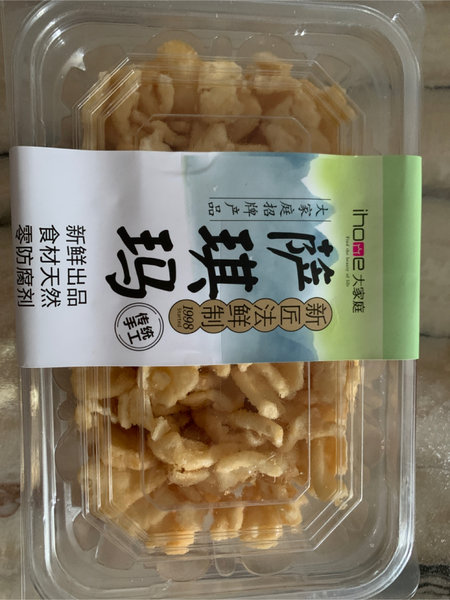 ihome大家庭
Find the beauty of life
大家庭招牌产品
萨琪玛
新匠法鲜制
1998
Started
传统
手工
新鲜出品
食材天然
零防腐剂